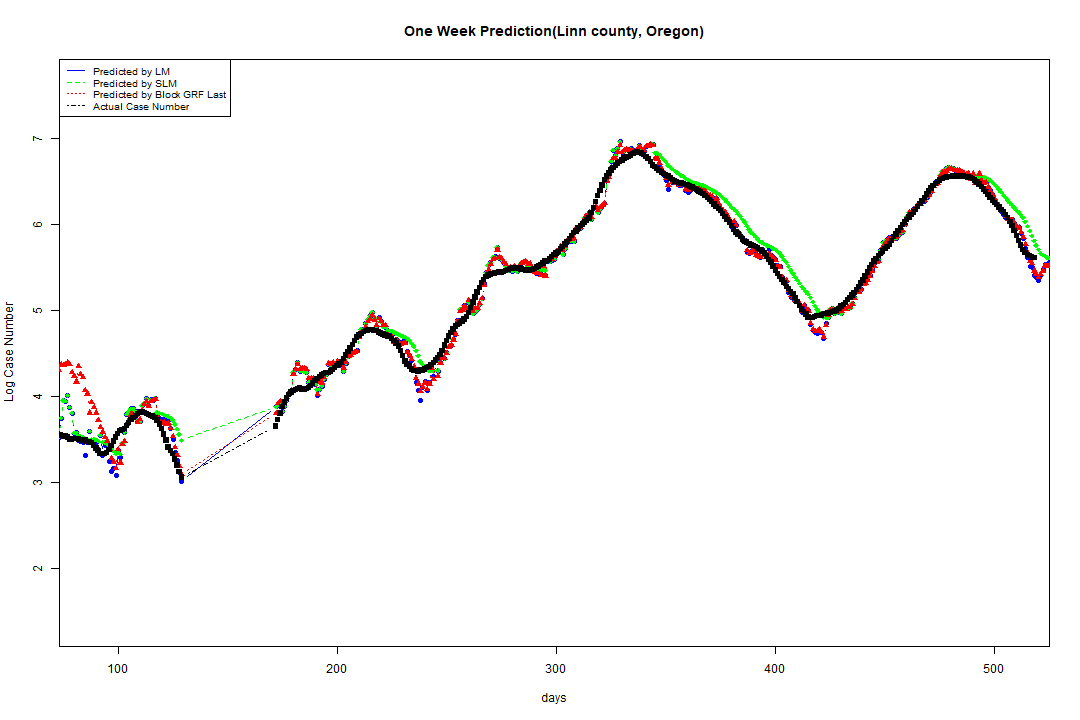 One Week Prediction(Linn county, Oregon)
Predicted by LM
Predicted by SLM
Predicted by Block GRF Last
Actual Case Number
7
6
5
4
3
2
Log Case Number
100 200 300 400 500
days